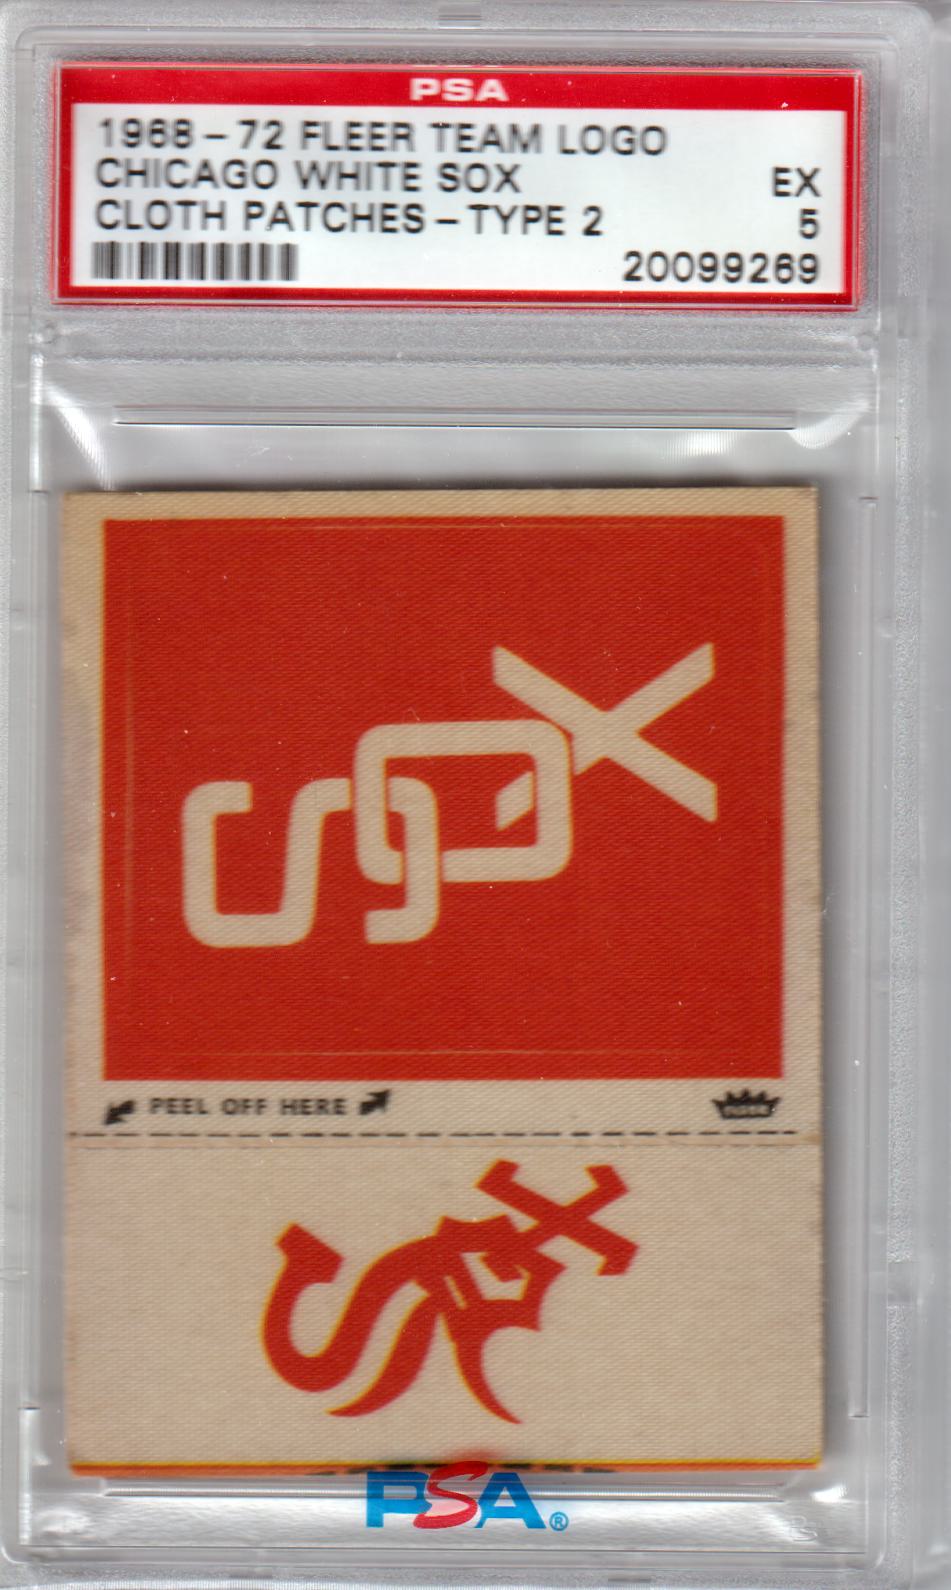 PSA
1968-72 FLEER TEAM LOGO
CHICAGO WHITE SOX
EX
CLOTH PATCHES-TYPE 2
5
20099269
SOX
PEEL OFF HERE
FLEER
SOX
PSA®